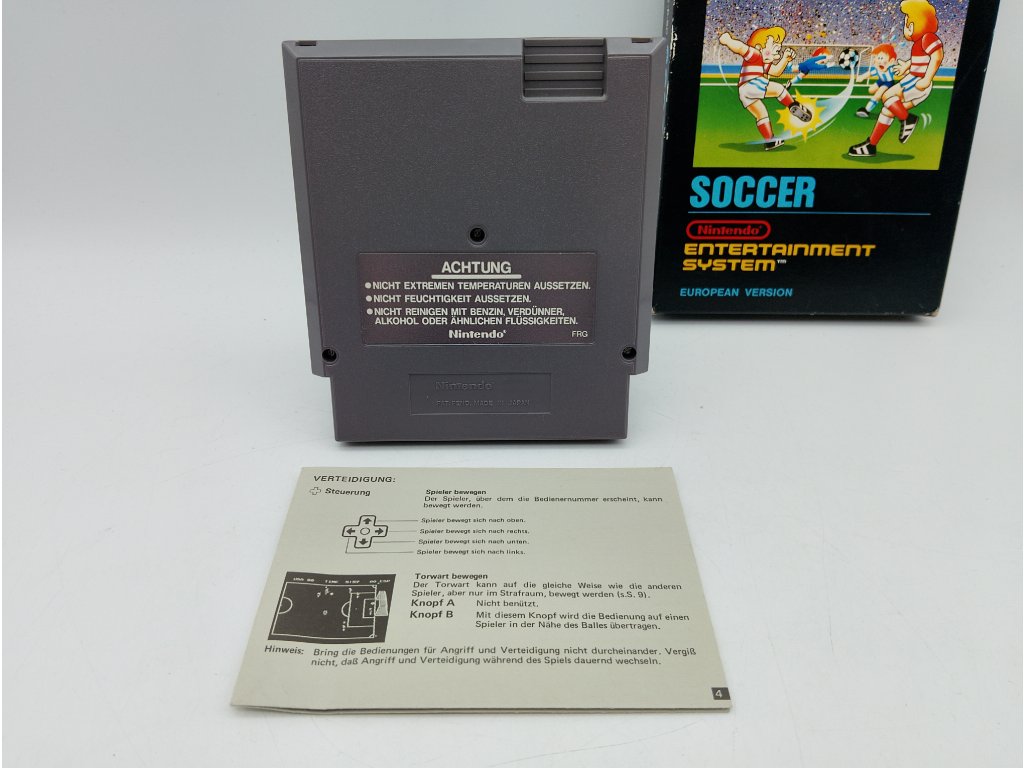 SOCCER
Nintendo
ENTERTAINMENT
SYSTEM™
EUROPEAN VERSION
ACHTUNG
●NICHT EXTREMEN TEMPERATUREN AUSSETZEN.
●NICHT FEUCHTIGKEIT AUSSETZEN.
●NICHT REINIGEN MIT BENZIN, VERDÜNNER,
ALKOHOL ODER ÄHNLICHEN FLÜSSIGKEITEN.
Nintendo®
FRG
Nintendo®
PAT. PEND. MADE IN JAPAN
VERTEIDIGUNG:
Steuerung
Spieler bewegen
Der Spieler, über dem die Bedienernummer erscheint, kann
bewegt werden.
Spieler bewegt sich nach oben.
Spieler bewegt sich nach rechts.
Spieler bewegt sich nach unten.
Spieler bewegt sich nach links.
Torwart bewegen
Der Torwart kann auf die gleiche Weise wie die anderen
Spieler, aber nur im Strafraum, bewegt werden (s.S. 9).
Knopf A Nicht benützt.
Knopf B Mit diesem Knopf wird die Bedienung auf einen
Spieler in der Nähe des Balles übertragen.
Hinweis: Bring die Bedienungen für Angriff und Verteidigung nicht durcheinander. Vergiß
nicht, daß Angriff und Verteidigung während des Spiels dauernd wechseln.
4